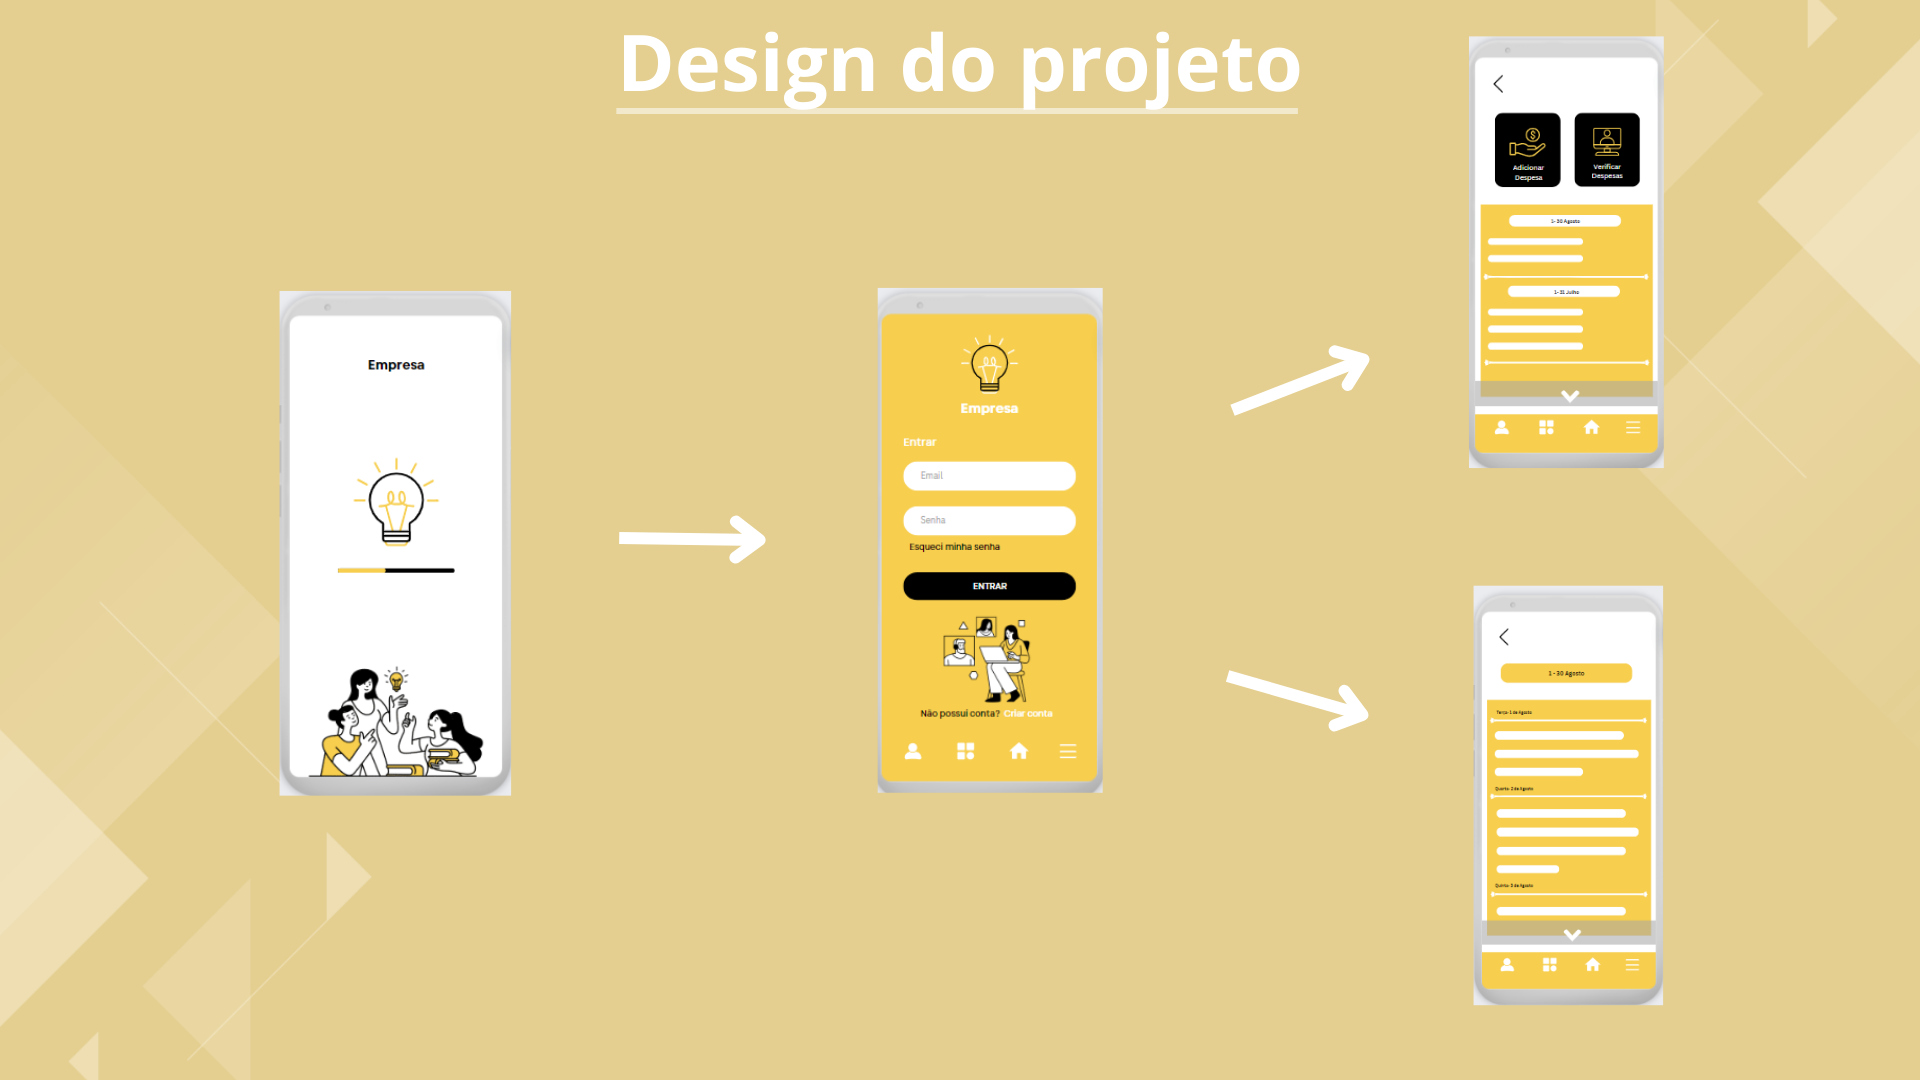 Design do projeto
Empresa
Empresa
Entrar
Email
Senha
Esqueci minha senha
ENTRAR
Não possui conta? Criar conta
Adicionar
Despesa
Verificar
Despesas
1- 30 Agosto
1- 31 Julho
1 - 30 Agosto
Terça- 1 de Agosto
Quarta- 2 de Agosto
Quinta- 3 de Agosto